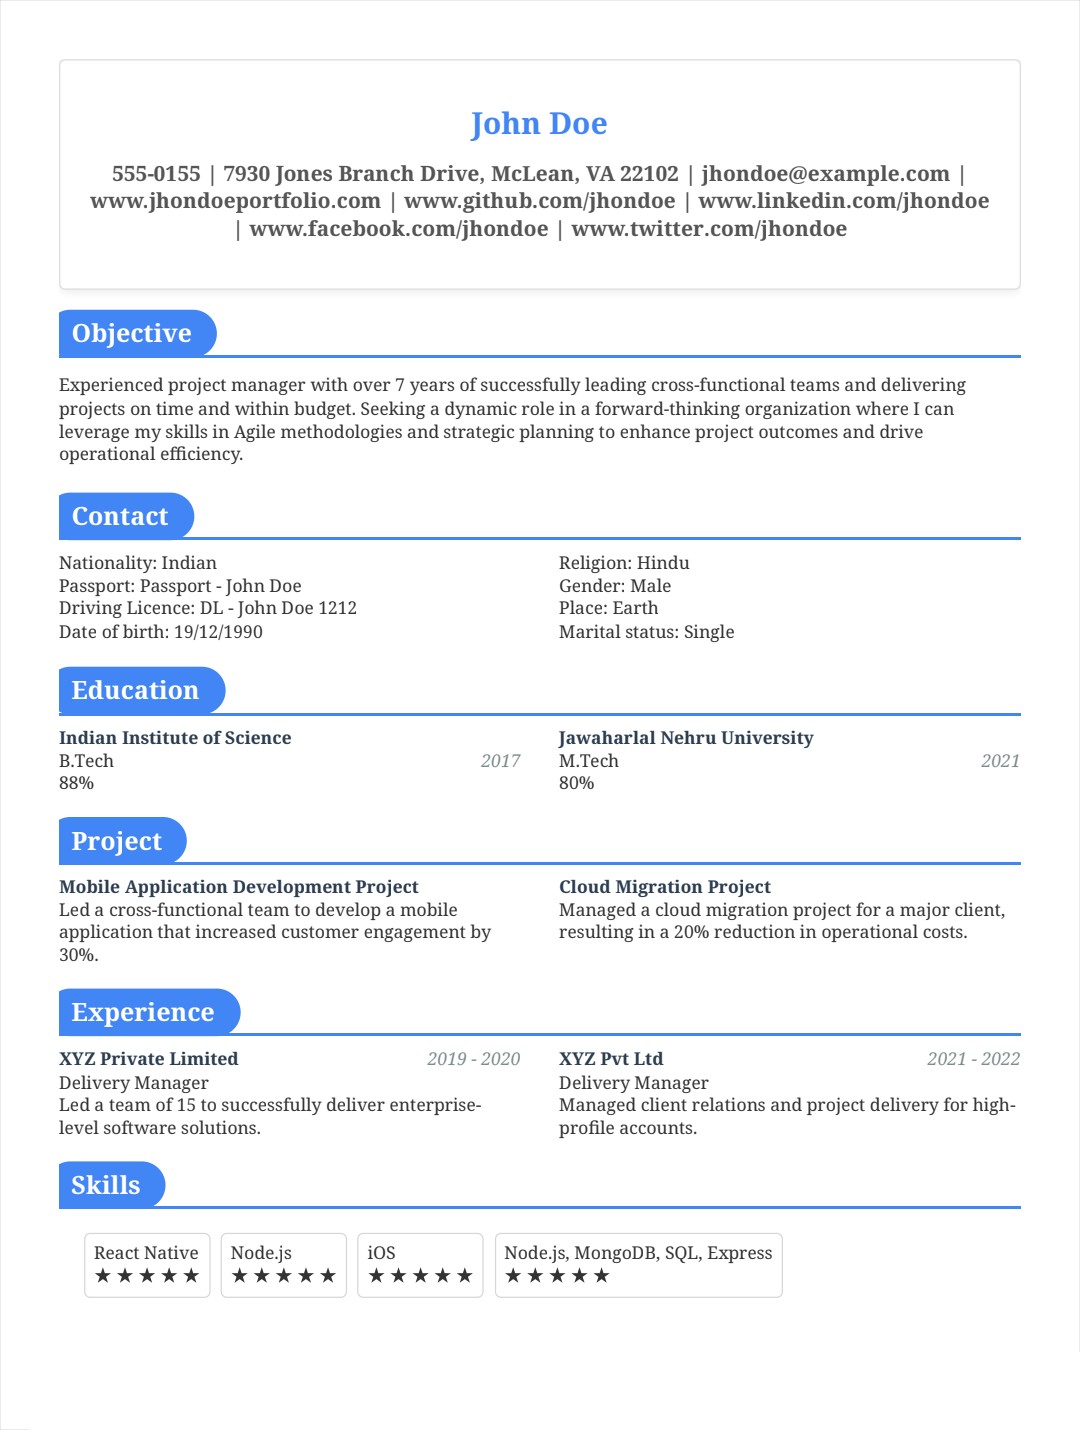 John Doe
555-0155 | 7930 Jones Branch Drive, McLean, VA 22102 | jhondoe@example.com |
www.jhondoeportfolio.com | www.github.com/jhondoe | www.linkedin.com/jhondoe
| www.facebook.com/jhondoe | www.twitter.com/jhondoe
Objective
Experienced project manager with over 7 years of successfully leading cross-functional teams and delivering
projects on time and within budget. Seeking a dynamic role in a forward-thinking organization where I can
leverage my skills in Agile methodologies and strategic planning to enhance project outcomes and drive
operational efficiency.
Contact
Nationality: Indian
Passport: Passport - John Doe
Driving Licence: DL - John Doe 1212
Date of birth: 19/12/1990
Religion: Hindu
Gender: Male
Place: Earth
Marital status: Single
Education
Indian Institute of Science
B.Tech 2017
88%
Jawaharlal Nehru University
M.Tech 2021
80%
Project
Mobile Application Development Project
Led a cross-functional team to develop a mobile
application that increased customer engagement by
30%.
Cloud Migration Project
Managed a cloud migration project for a major client,
resulting in a 20% reduction in operational costs.
Experience
XYZ Private Limited 2019 - 2020
Delivery Manager
Led a team of 15 to successfully deliver enterprise-
level software solutions.
XYZ Pvt Ltd 2021 - 2022
Delivery Manager
Managed client relations and project delivery for high-
profile accounts.
Skills
React Native
★ ★ ★ ★ ★
Node.js
★ ★ ★ ★ ★
iOS
★ ★ ★ ★ ★
Node.js, MongoDB, SQL, Express
★ ★ ★ ★ ★